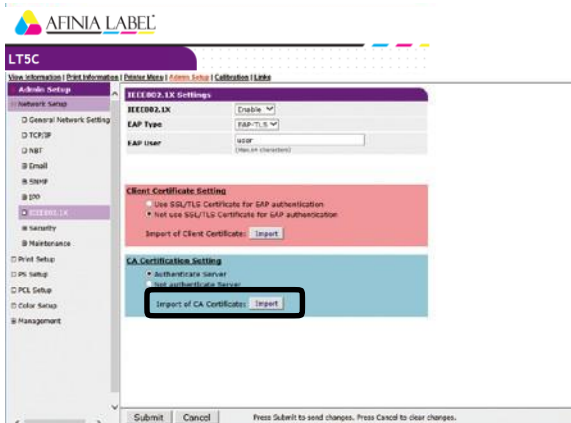 AFINIA LABEL
LT5C
View Information | Print Information | Printer Menu | Admin Setup | Calibration | Links
Admin Setup
Network Setup
General Network Setting
TCP/IP
NBT
Email
SNMP
IPP
IEEE802.1X
Security
Maintenance
Print Setup
PS Setup
PCL Setup
Color Setup
Management
IEEE802.1X Settings
IEEE802.1X Enable
EAP Type EAP-TLS
EAP User user
(Max.64 characters)
Client Certificate Setting
Use SSL/TLS Certificate for EAP authentication
Not use SSL/TLS Certificate for EAP authentication
Import of Client Certificate: Import
CA Certification Setting
Authenticate Server
Not authenticate Server
Import of CA Certificate: Import
Submit Cancel Press Submit to send changes. Press Cancel to clear changes.